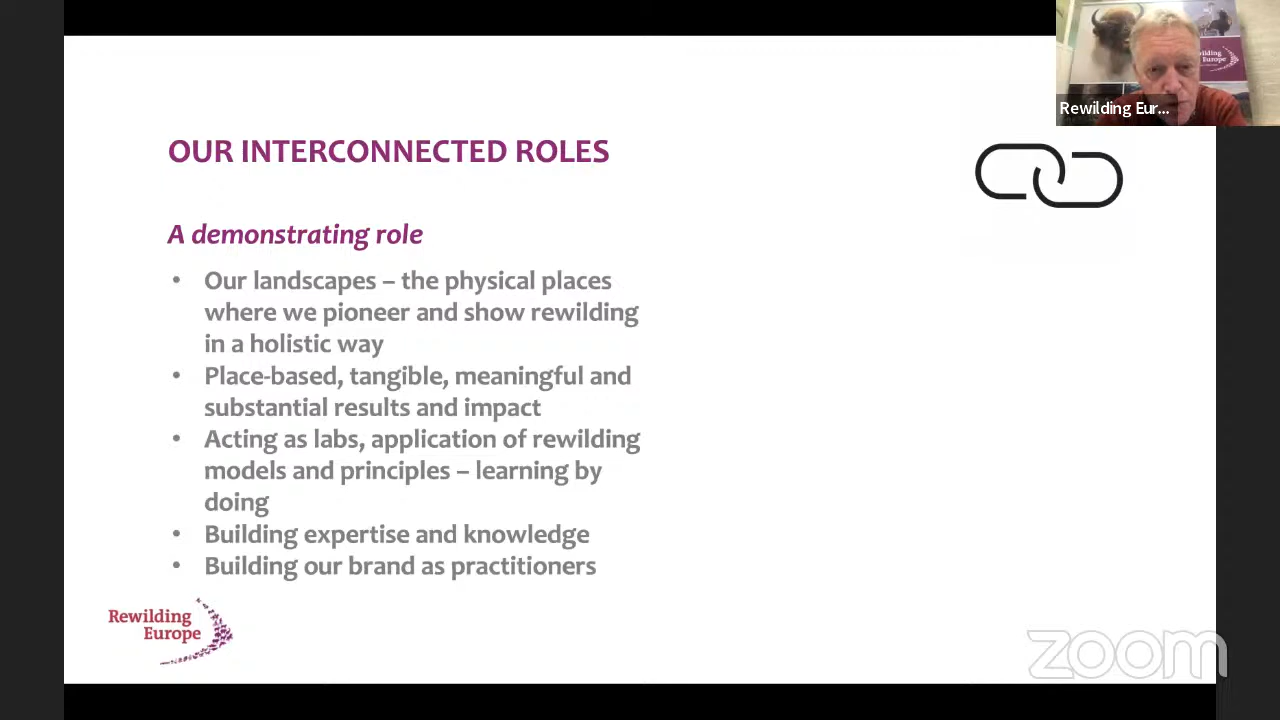 OUR INTERCONNECTED ROLES
A demonstrating role
• Our landscapes – the physical places
where we pioneer and show rewilding
in a holistic way
• Place-based, tangible, meaningful and
substantial results and impact
• Acting as labs, application of rewilding
models and principles – learning by
doing
• Building expertise and knowledge
• Building our brand as practitioners
Rewilding
Europe
Rewilding Eur...
zoom